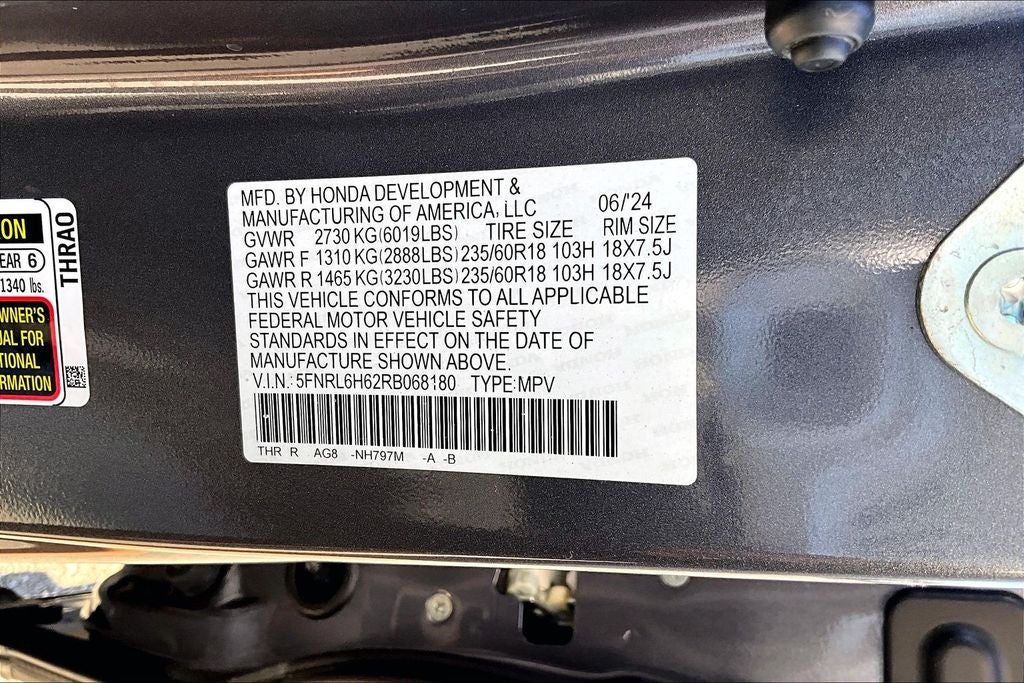 MFD. BY HONDA DEVELOPMENT &
MANUFACTURING OF AMERICA, LLC 06/'24
GVWR 2730 KG(6019LBS) TIRE SIZE RIM SIZE
GAWR F 1310 KG(2888LBS) 235/60R18 103H 18X7.5J
GAWR R 1465 KG(3230LBS) 235/60R18 103H 18X7.5J
THIS VEHICLE CONFORMS TO ALL APPLICABLE
FEDERAL MOTOR VEHICLE SAFETY
STANDARDS IN EFFECT ON THE DATE OF
MANUFACTURE SHOWN ABOVE.
V.I.N.: 5FNRL6H62RB068180 TYPE:MPV
THR R AG8 -NH797M -A -B
ON
EAR 6
1340 lbs.
WNER'S
UAL FOR
TIONAL
RMATION
THRAO